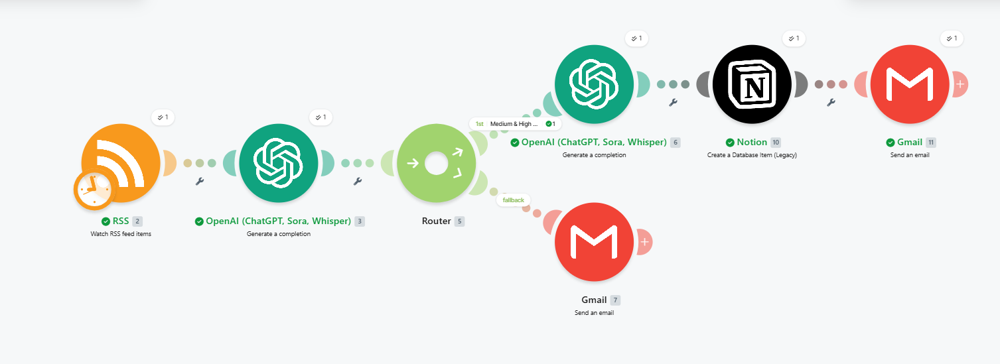 1
1
1
1
1
1st Medium & High ... 1
OpenAI (ChatGPT, Sora, Whisper) 6
Generate a completion
Notion 10
Create a Database Item (Legacy)
Gmail 11
Send an email
N
fallback
RSS 2
Watch RSS feed items
OpenAI (ChatGPT, Sora, Whisper) 3
Generate a completion
Router 5
Gmail 7
Send an email